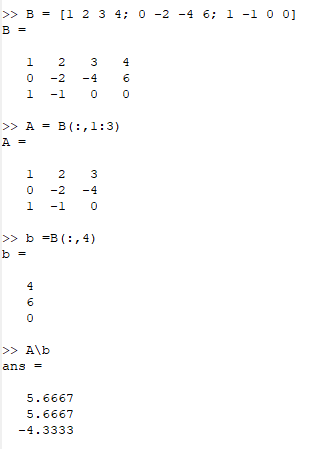 >> B = [1 2 3 4; 0 -2 -4 6; 1 -1 0 0]
B =
1 2 3 4
0 -2 -4 6
1 -1 0 0
>> A = B(:,1:3)
A =
1 2 3
0 -2 -4
1 -1 0
>> b =B(:,4)
b =
4
6
0
>> A\b
ans =
5.6667
5.6667
-4.3333